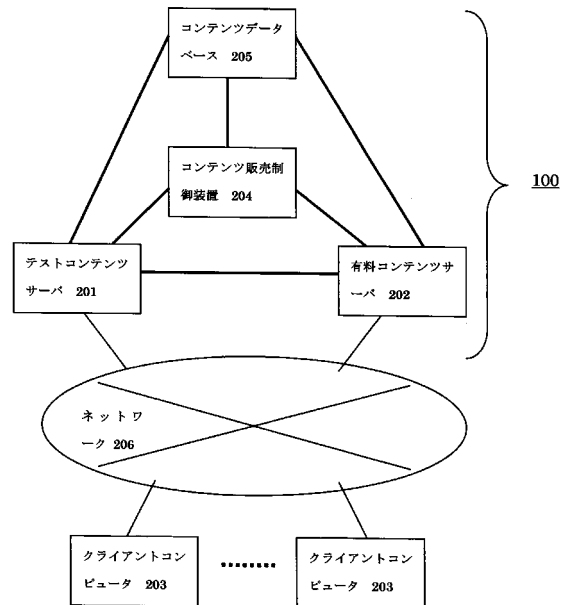 コンテンツデータ
ベース 205
コンテンツ販売制
御装置 204
100
テストコンテンツ
サーバ 201
有料コンテンツサ
ーバ 202
ネットワ
ーク 206
クライアントコン
ピュータ 203
クライアントコン
ピュータ 203